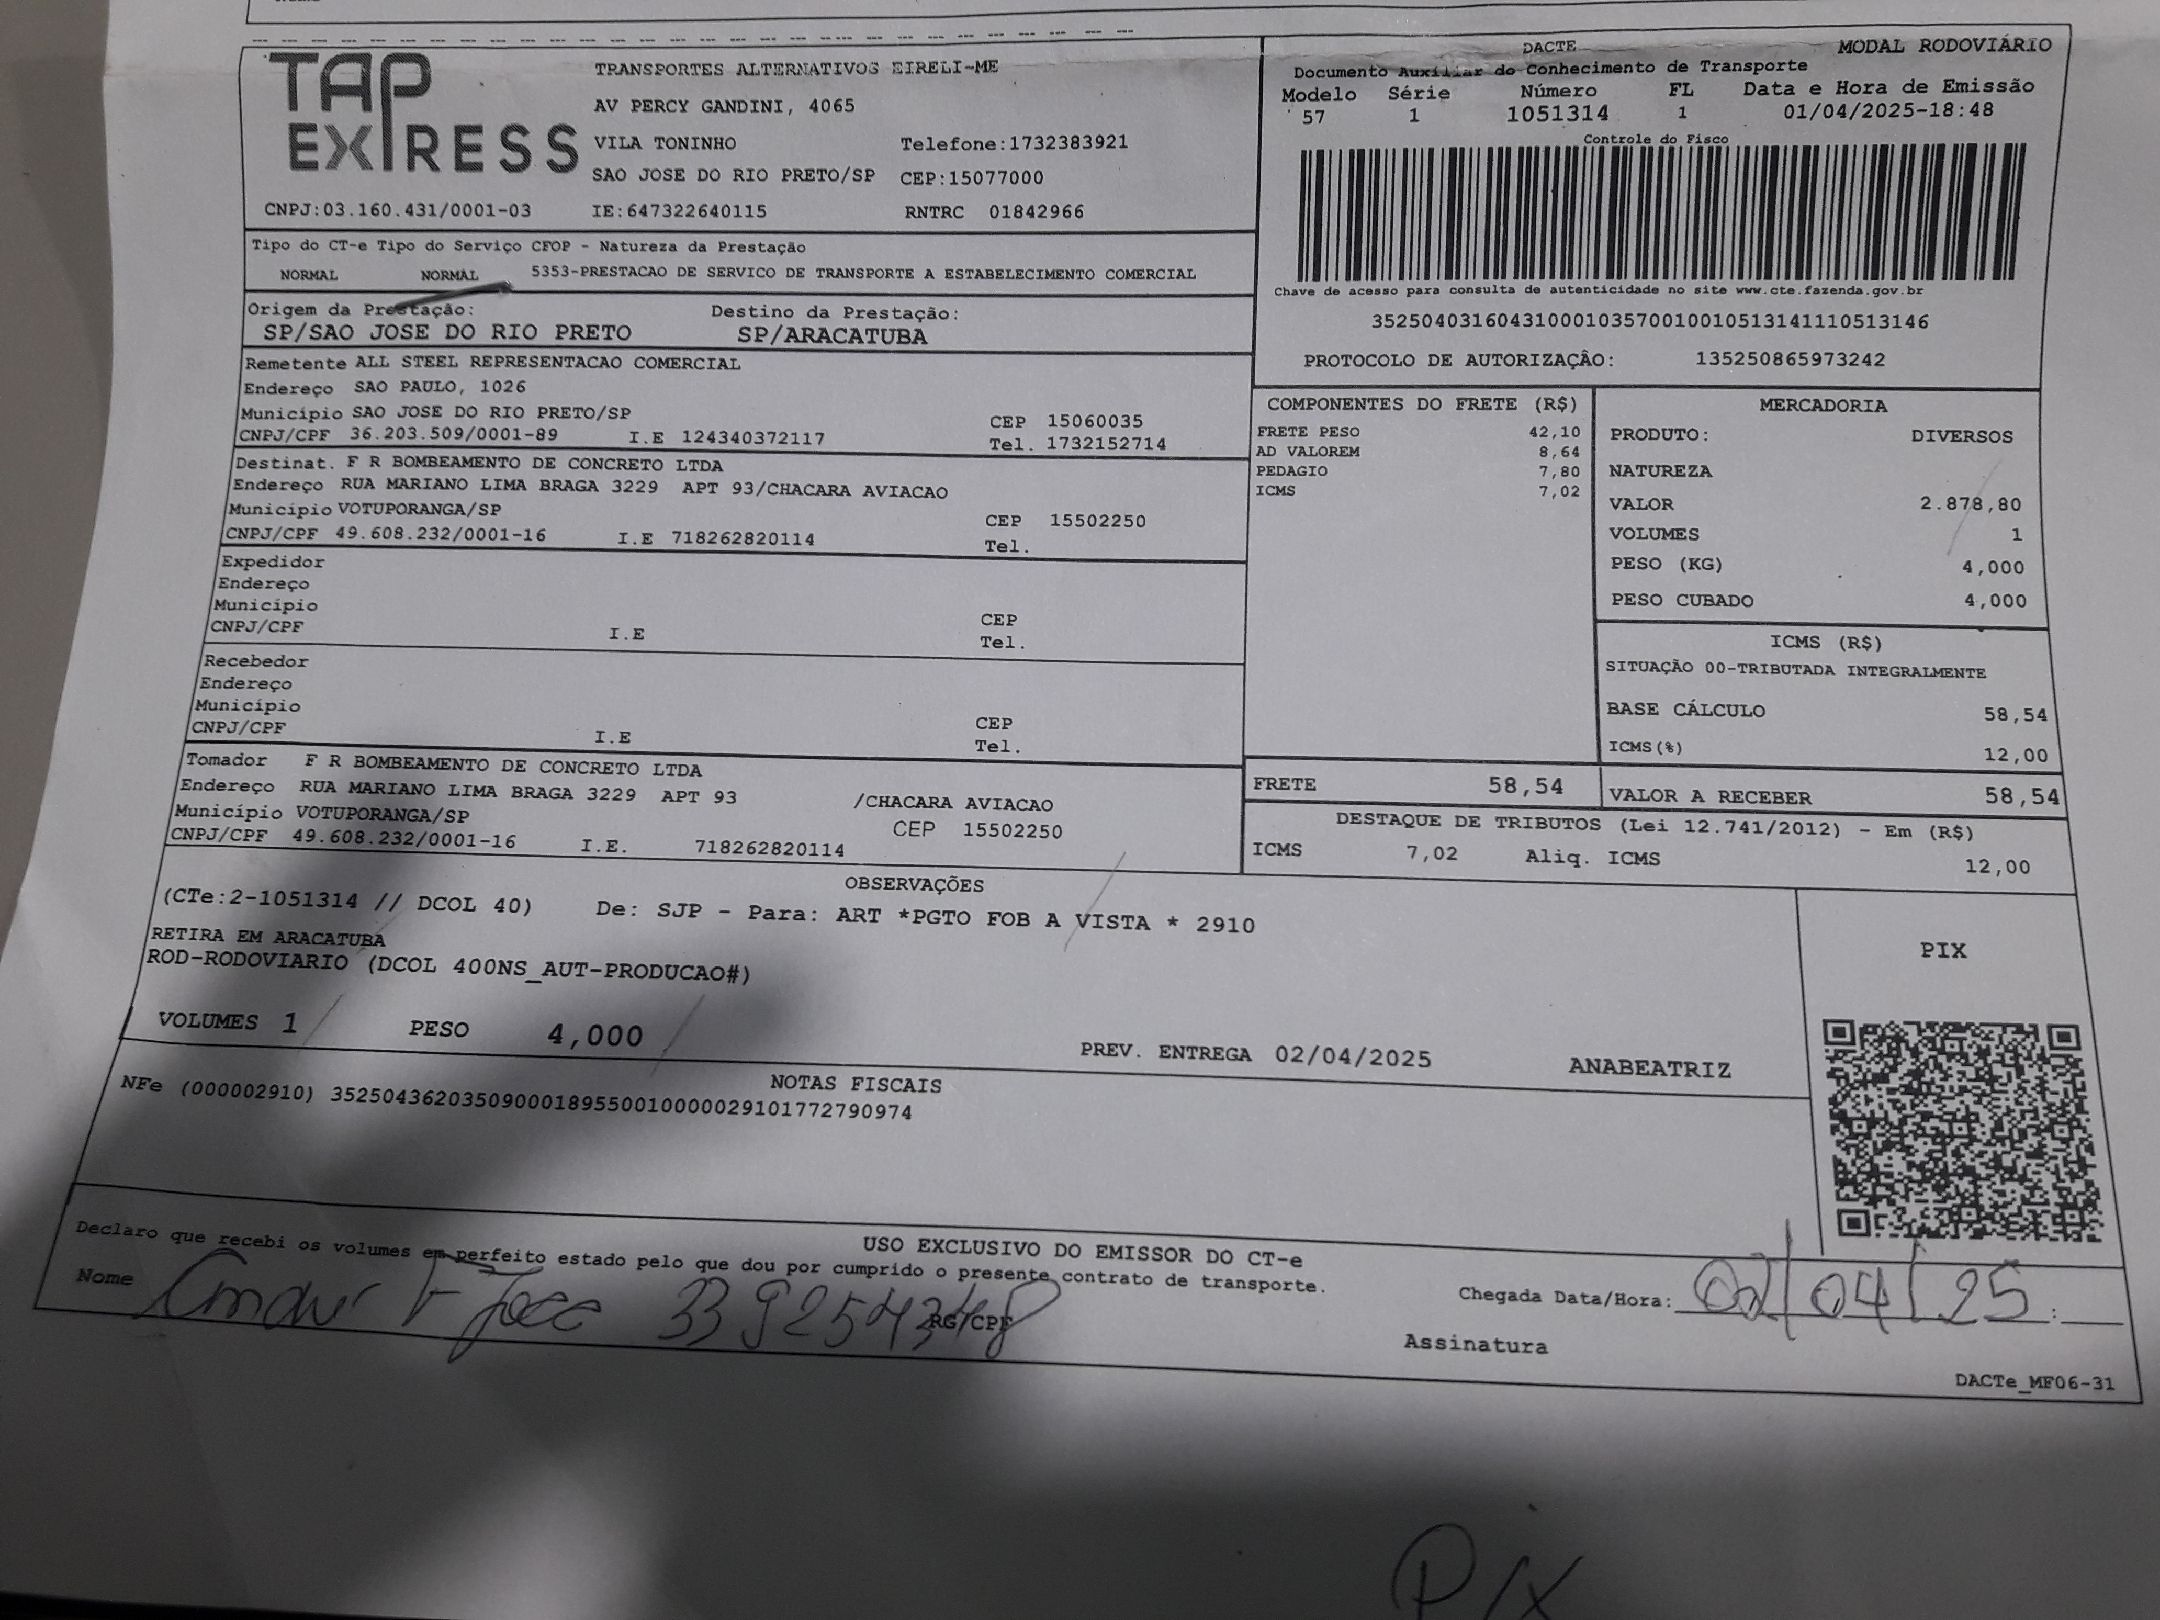 TAP EXPRESS
TRANSPORTES ALTERNATIVOS EIRELI-ME
AV PERCY GANDINI, 4065
VILA TONINHO Telefone:1732383921
SAO JOSE DO RIO PRETO/SP CEP:15077000
CNPJ:03.160.431/0001-03 IE:647322640115 RNTRC 01842966
DACTE MODAL RODOVIÁRIO
Documento Auxiliar do Conhecimento de Transporte
Modelo Série Número FL Data e Hora de Emissão
57 1 1051314 1 01/04/2025-18:48
Controle do Fisco
Chave de acesso para consulta de autenticidade no site www.cte.fazenda.gov.br
35250403160431000103570010010513141110513146
PROTOCOLO DE AUTORIZAÇÃO: 135250865973242
Tipo do CT-e Tipo do Serviço CFOP - Natureza da Prestação
NORMAL NORMAL 5353-PRESTACAO DE SERVICO DE TRANSPORTE A ESTABELECIMENTO COMERCIAL
Origem da Prestação: Destino da Prestação:
SP/SAO JOSE DO RIO PRETO SP/ARACATUBA
Remetente ALL STEEL REPRESENTACAO COMERCIAL
Endereço SAO PAULO, 1026
Município SAO JOSE DO RIO PRETO/SP CEP 15060035
CNPJ/CPF 36.203.509/0001-89 I.E 124340372117 Tel. 1732152714
Destinat. F R BOMBEAMENTO DE CONCRETO LTDA
Endereço RUA MARIANO LIMA BRAGA 3229 APT 93/CHACARA AVIACAO
Município VOTUPORANGA/SP CEP 15502250
CNPJ/CPF 49.608.232/0001-16 I.E 718262820114 Tel.
Expedidor
Endereço
Município CEP
CNPJ/CPF I.E Tel.
Recebedor
Endereço
Município CEP
CNPJ/CPF I.E Tel.
Tomador F R BOMBEAMENTO DE CONCRETO LTDA
Endereço RUA MARIANO LIMA BRAGA 3229 APT 93 /CHACARA AVIACAO
Município VOTUPORANGA/SP CEP 15502250
CNPJ/CPF 49.608.232/0001-16 I.E. 718262820114
COMPONENTES DO FRETE (R$)
FRETE PESO 42,10
AD VALOREM 8,64
PEDAGIO 7,80
ICMS 7,02
MERCADORIA
PRODUTO: DIVERSOS
NATUREZA
VALOR 2.878,80
VOLUMES 1
PESO (KG) 4,000
PESO CUBADO 4,000
ICMS (R$)
SITUAÇÃO 00-TRIBUTADA INTEGRALMENTE
BASE CÁLCULO 58,54
ICMS(%) 12,00
FRETE 58,54 VALOR A RECEBER 58,54
DESTAQUE DE TRIBUTOS (Lei 12.741/2012) - Em (R$)
ICMS 7,02 Aliq. ICMS 12,00
OBSERVAÇÕES
(CTe:2-1051314 // DCOL 40) De: SJP - Para: ART *PGTO FOB A VISTA * 2910
RETIRA EM ARACATUBA
ROD-RODOVIARIO (DCOL 400NS_AUT-PRODUCAO#)
VOLUMES 1 PESO 4,000
PREV. ENTREGA 02/04/2025 ANABEATRIZ
PIX
NOTAS FISCAIS
NFe (000002910) 35250436203509000189550010000029101772790974
USO EXCLUSIVO DO EMISSOR DO CT-e
Declaro que recebi os volumes em perfeito estado pelo que dou por cumprido o presente contrato de transporte.
Nome RG/CPF
Chegada Data/Hora: 02/04/25 :
Assinatura
DACTe_MF06-31
Pix